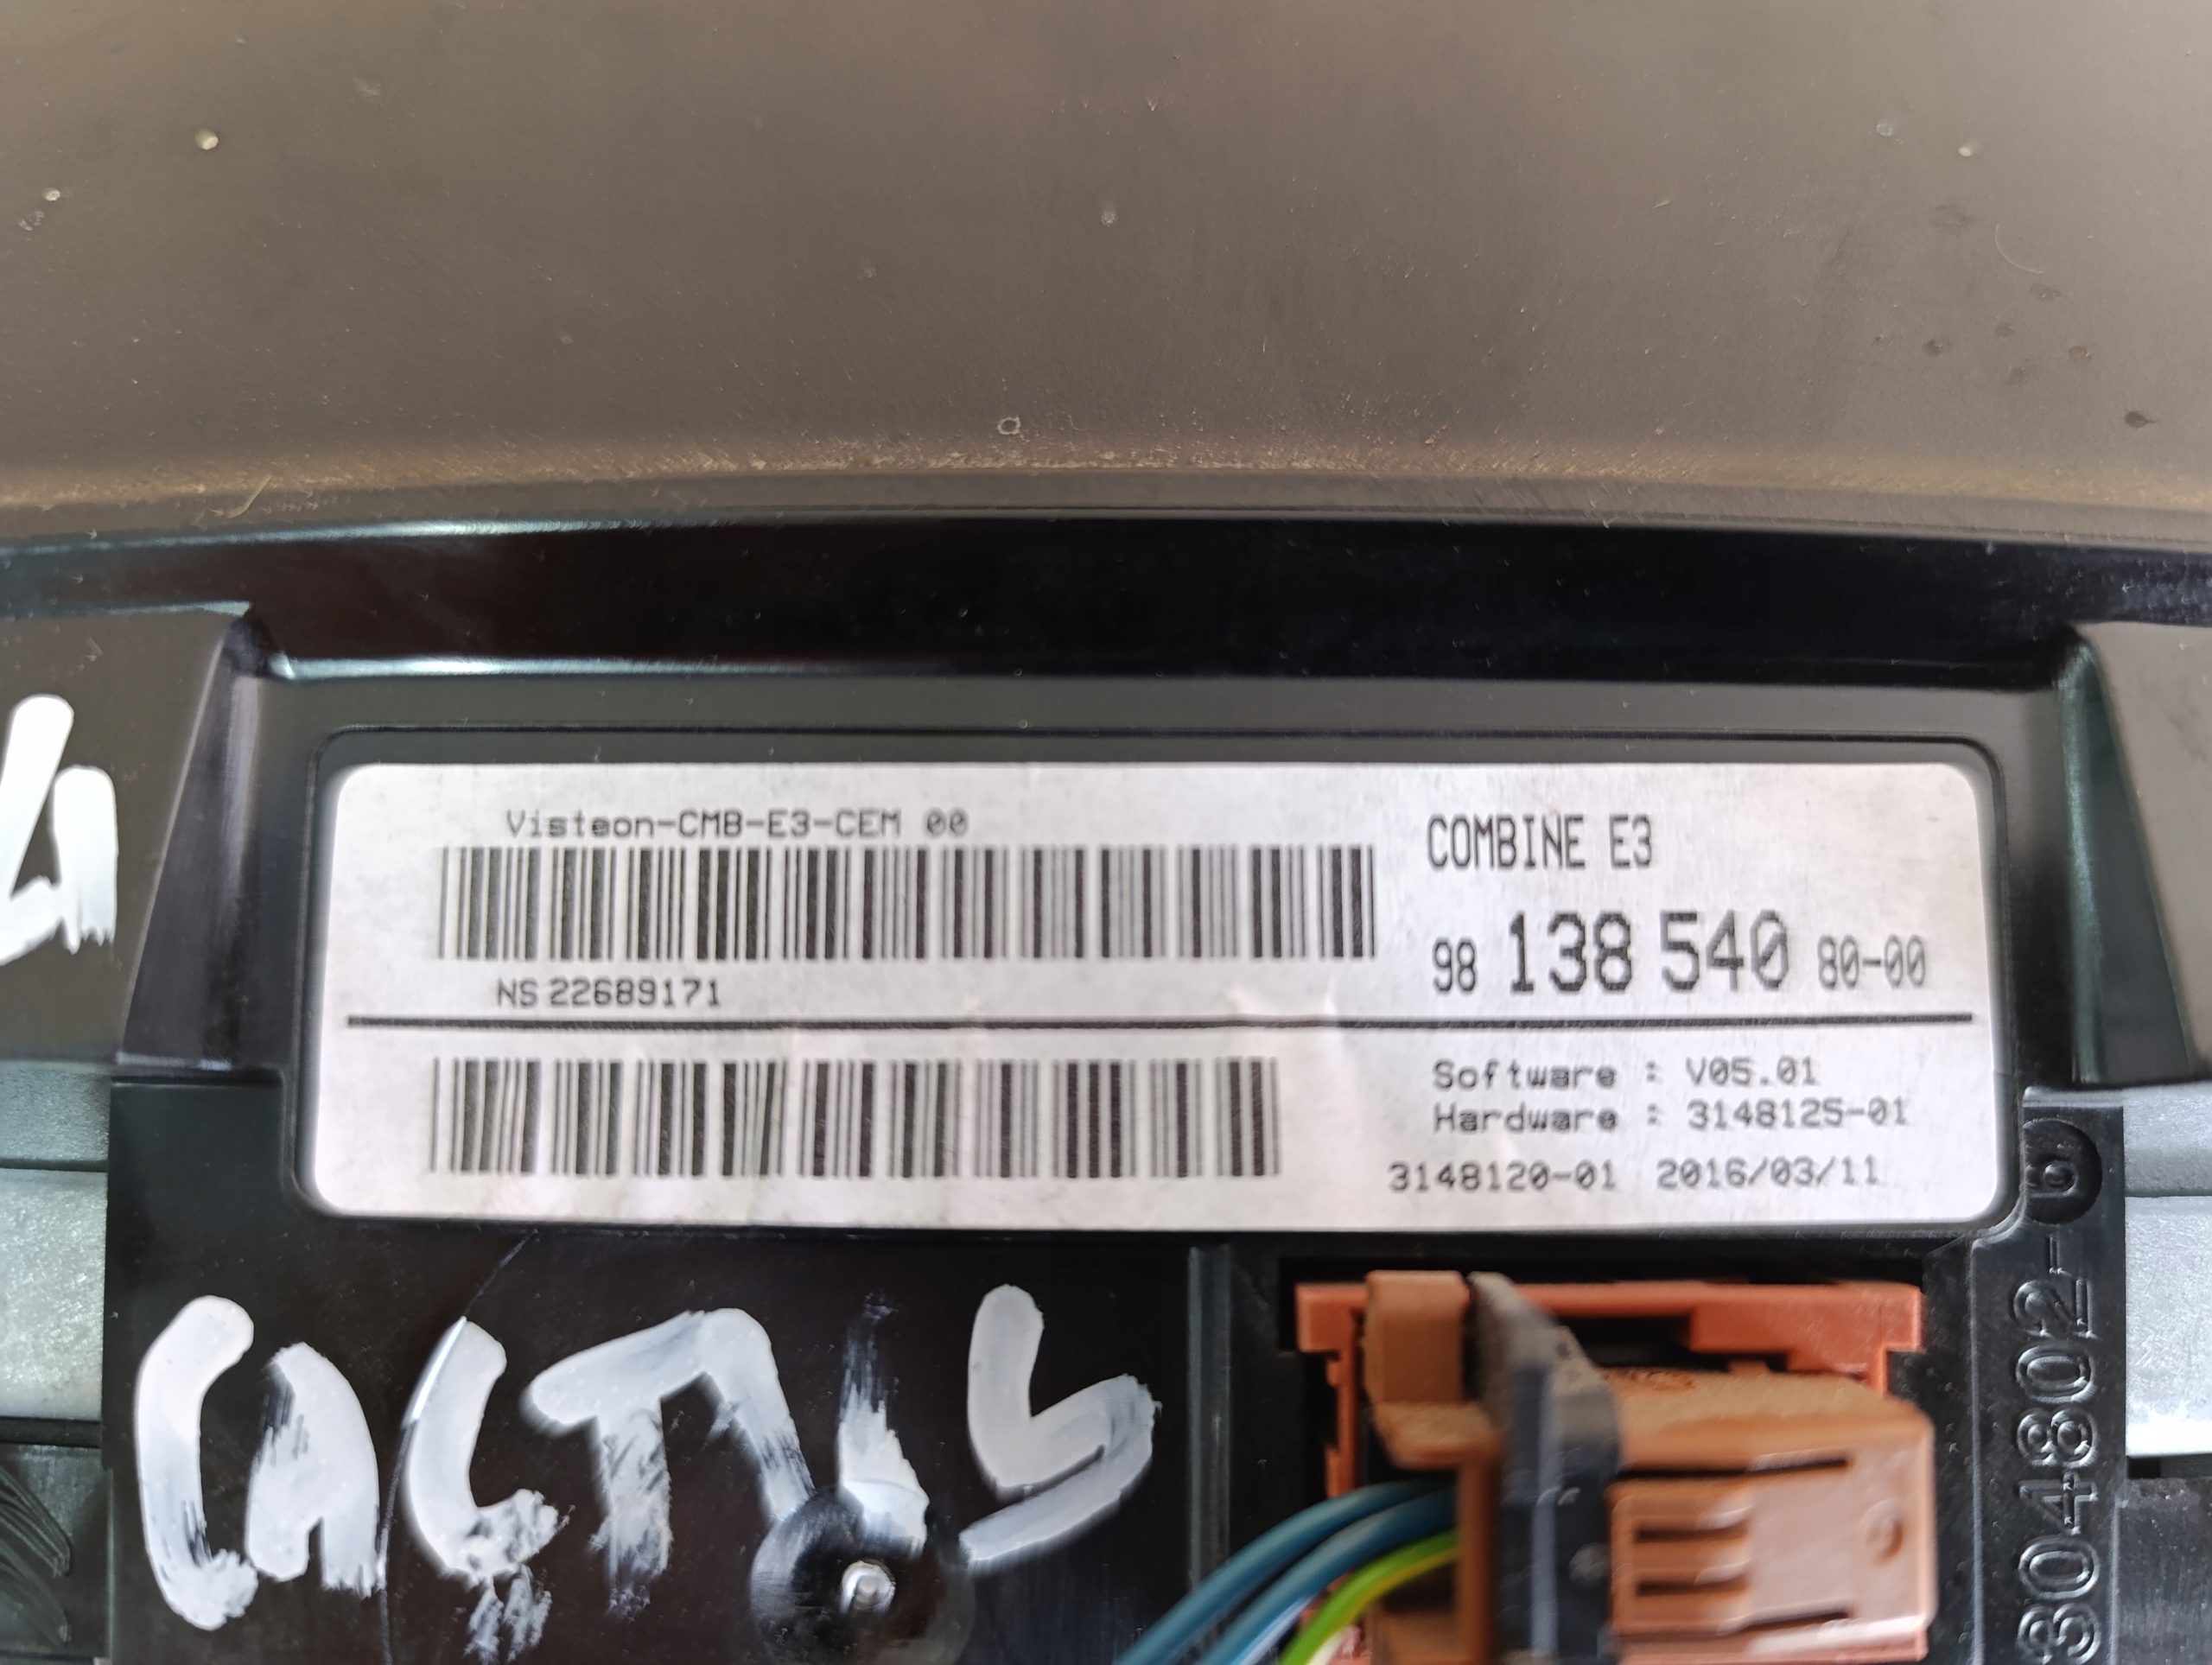 Visteon-CMB-E3-CEM 00
COMBINE E3
98 138 540 80-00
NS 22689171
Software : V05.01
Hardware : 3148125-01
3148120-01 2016/03/11
CACTUS